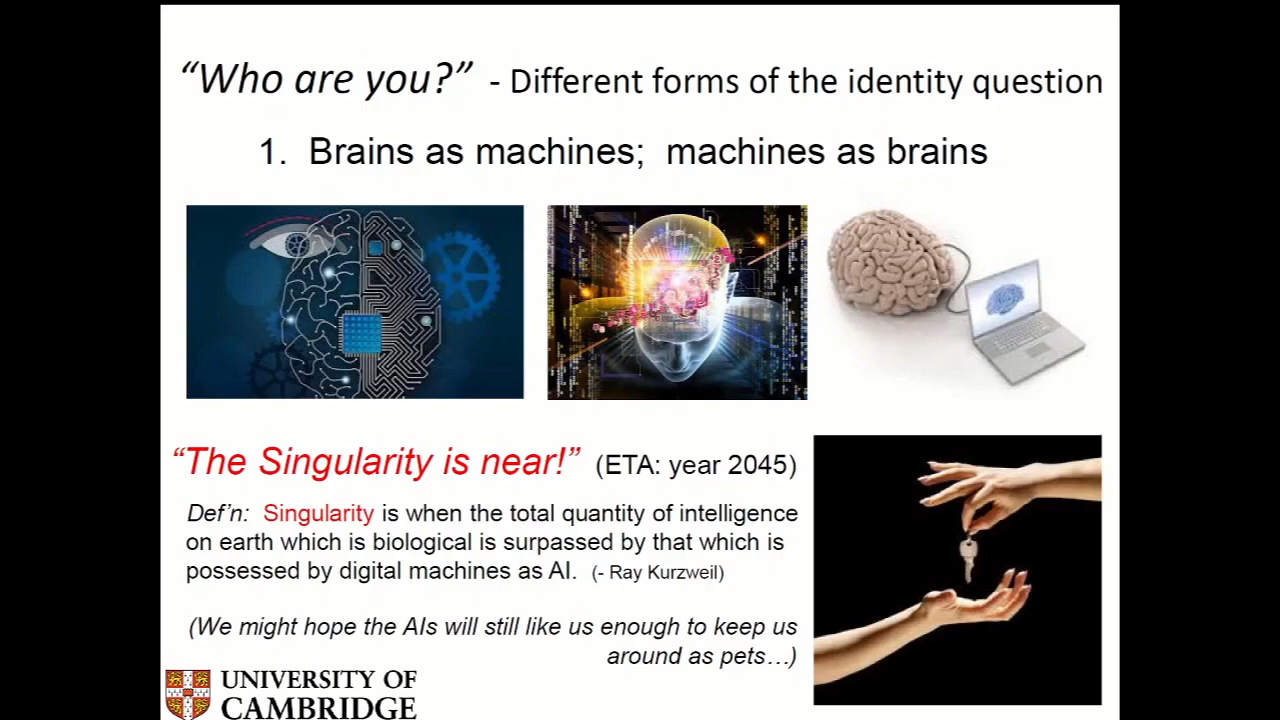 “Who are you?” - Different forms of the identity question
1. Brains as machines; machines as brains
“The Singularity is near!” (ETA: year 2045)
Def’n: Singularity is when the total quantity of intelligence
on earth which is biological is surpassed by that which is
possessed by digital machines as AI. (- Ray Kurzweil)
(We might hope the AIs will still like us enough to keep us
around as pets…)
UNIVERSITY OF
CAMBRIDGE